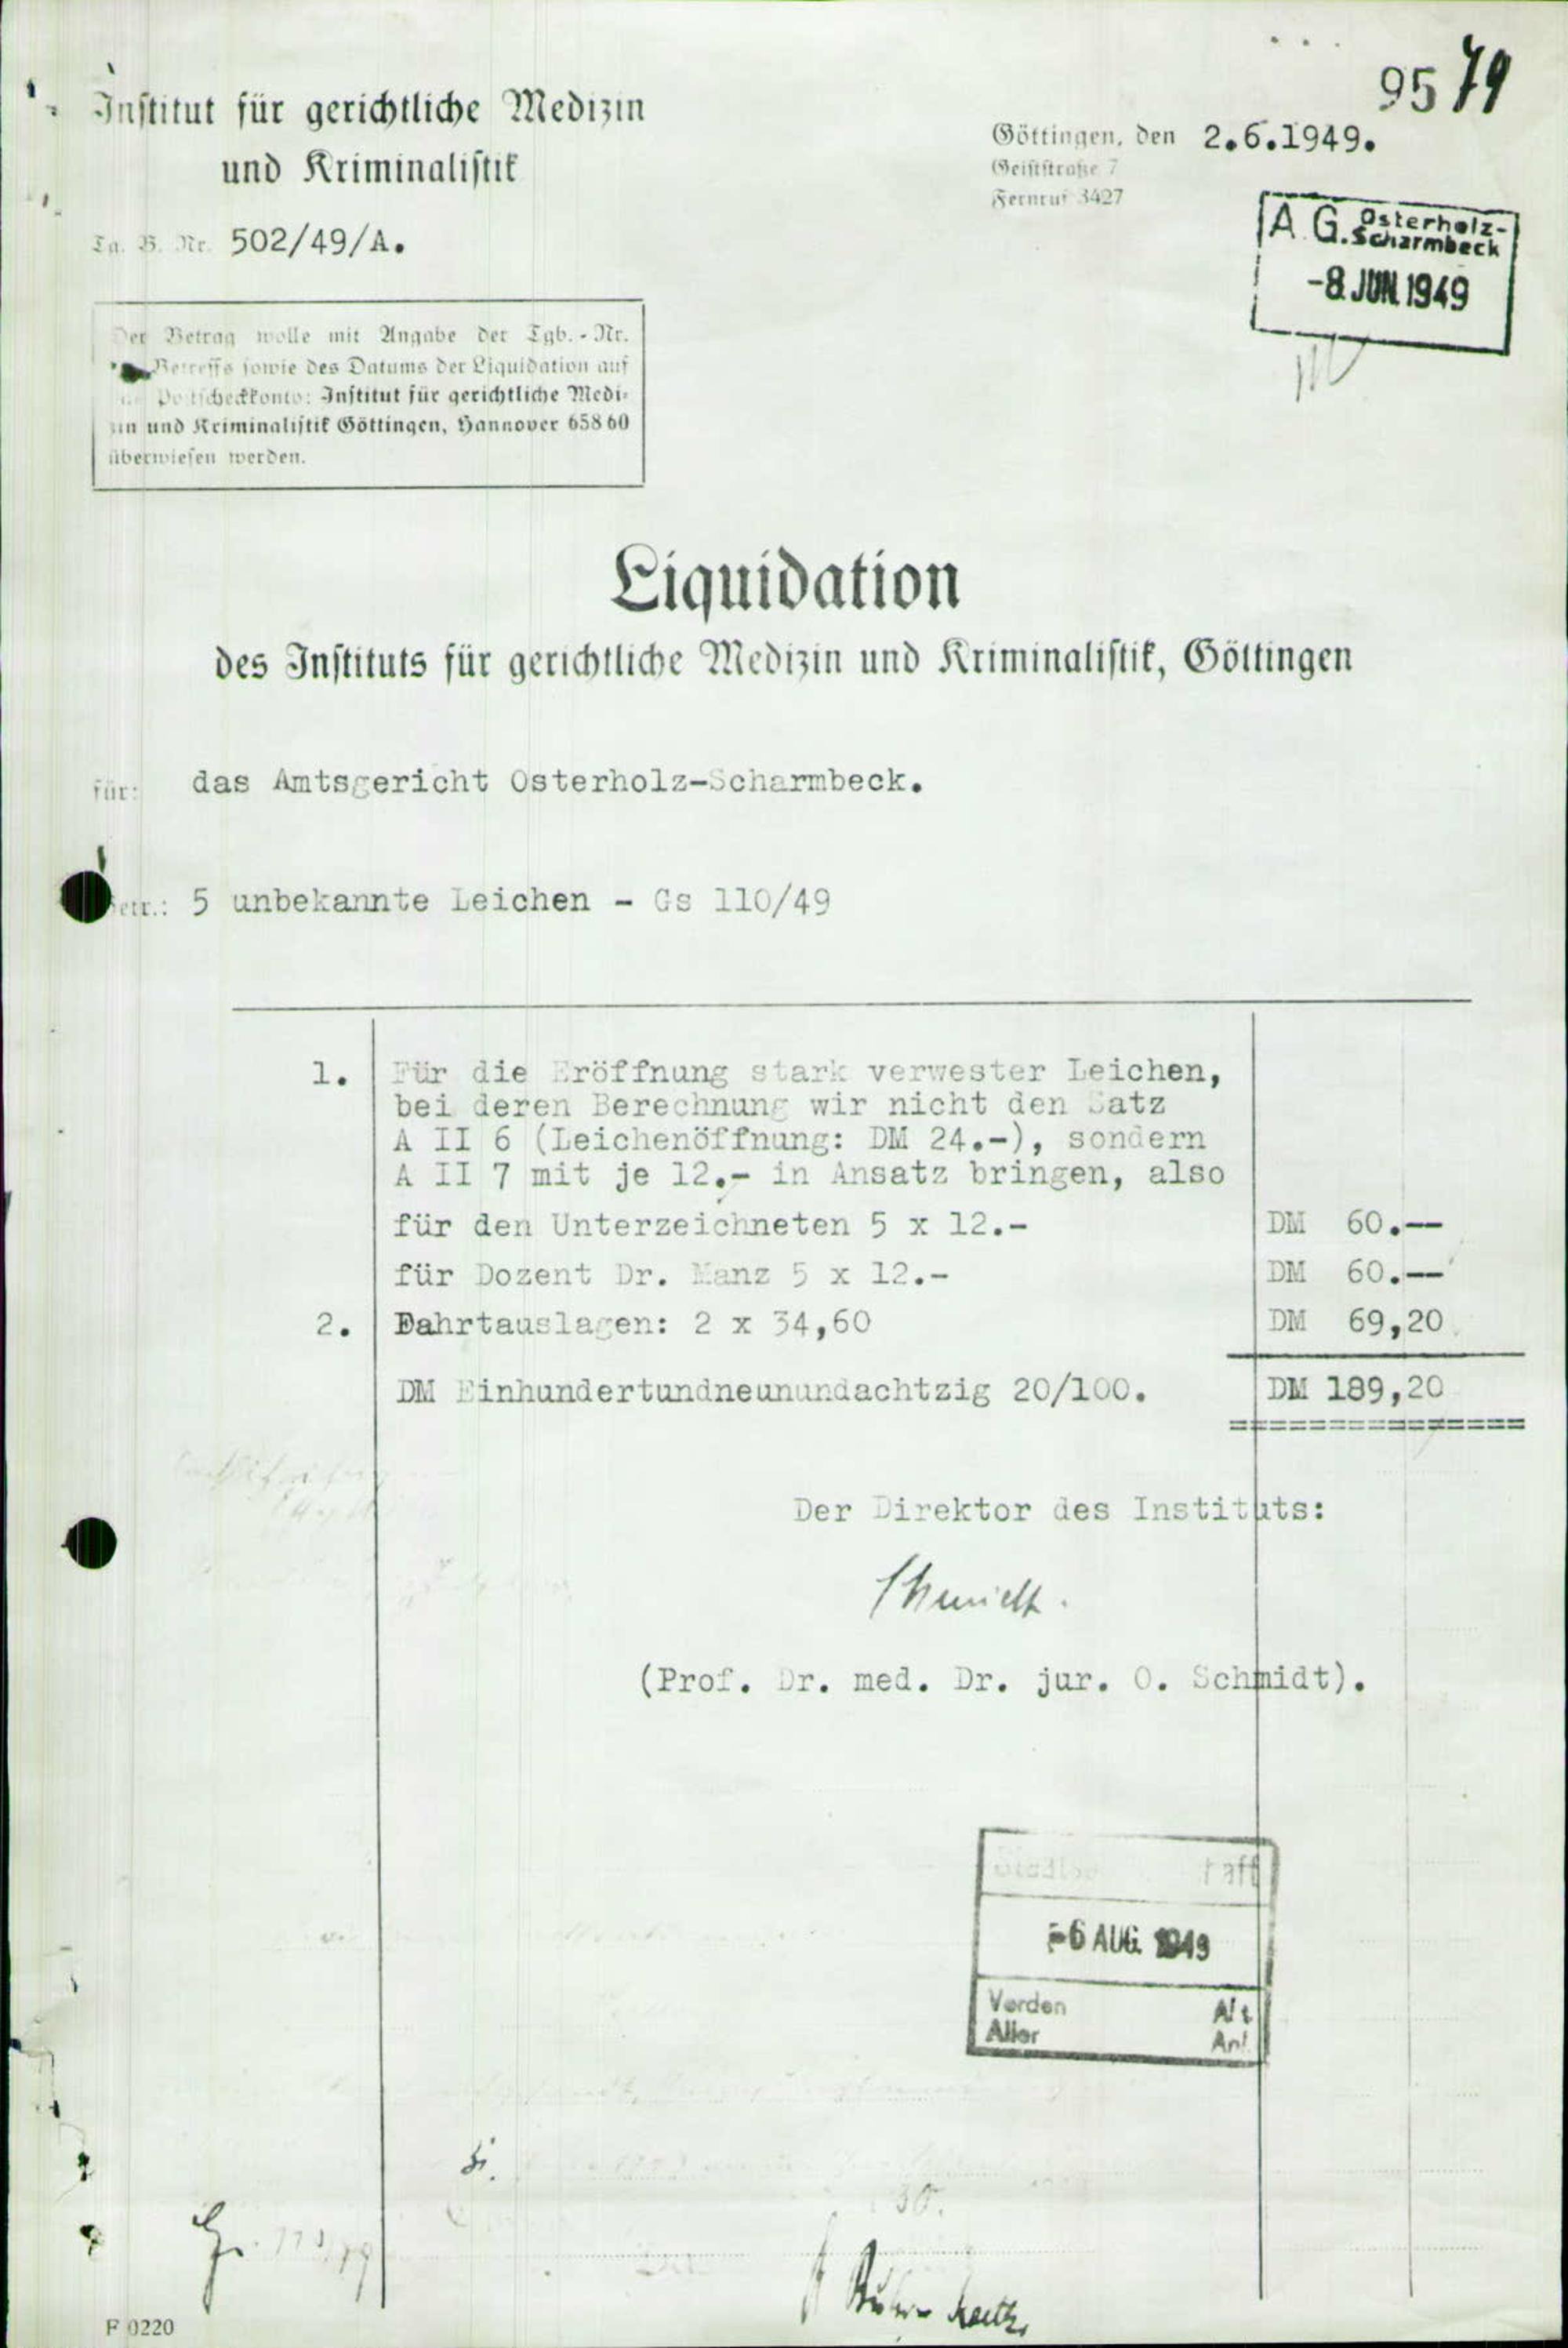 95 79
Institut für gerichtliche Medizin
und Kriminalistik
Göttingen, den 2.6.1949.
Geiststraße 7
Fernruf 3427
Tg. B. Nr. 502/49/A.
A. G. Osterholz-
Scharmbeck
-8. JUN 1949
Der Betrag wolle mit Angabe der Tgb.-Nr.
Betreffs sowie des Datums der Liquidation auf
Postscheckkonto: Institut für gerichtliche Medi-
zin und Kriminalistik Göttingen, Hannover 65860
überwiesen werden.
Liquidation
des Instituts für gerichtliche Medizin und Kriminalistik, Göttingen
für: das Amtsgericht Osterholz-Scharmbeck.
Betr.: 5 unbekannte Leichen - Gs 110/49
1. Für die Eröffnung stark verwester Leichen,
bei deren Berechnung wir nicht den Satz
A II 6 (Leichenöffnung: DM 24.-), sondern
A II 7 mit je 12.- in Ansatz bringen, also
für den Unterzeichneten 5 x 12.- DM 60.--
für Dozent Dr. Manz 5 x 12.- DM 60.--
2. Fahrtauslagen: 2 x 34,60 DM 69,20
DM Einhundertundneunundachtzig 20/100. DM 189,20
Der Direktor des Instituts:
Schmidt.
(Prof. Dr. med. Dr. jur. O. Schmidt).
-6 AUG 1949
Verden
Aller Anl.
F 0220